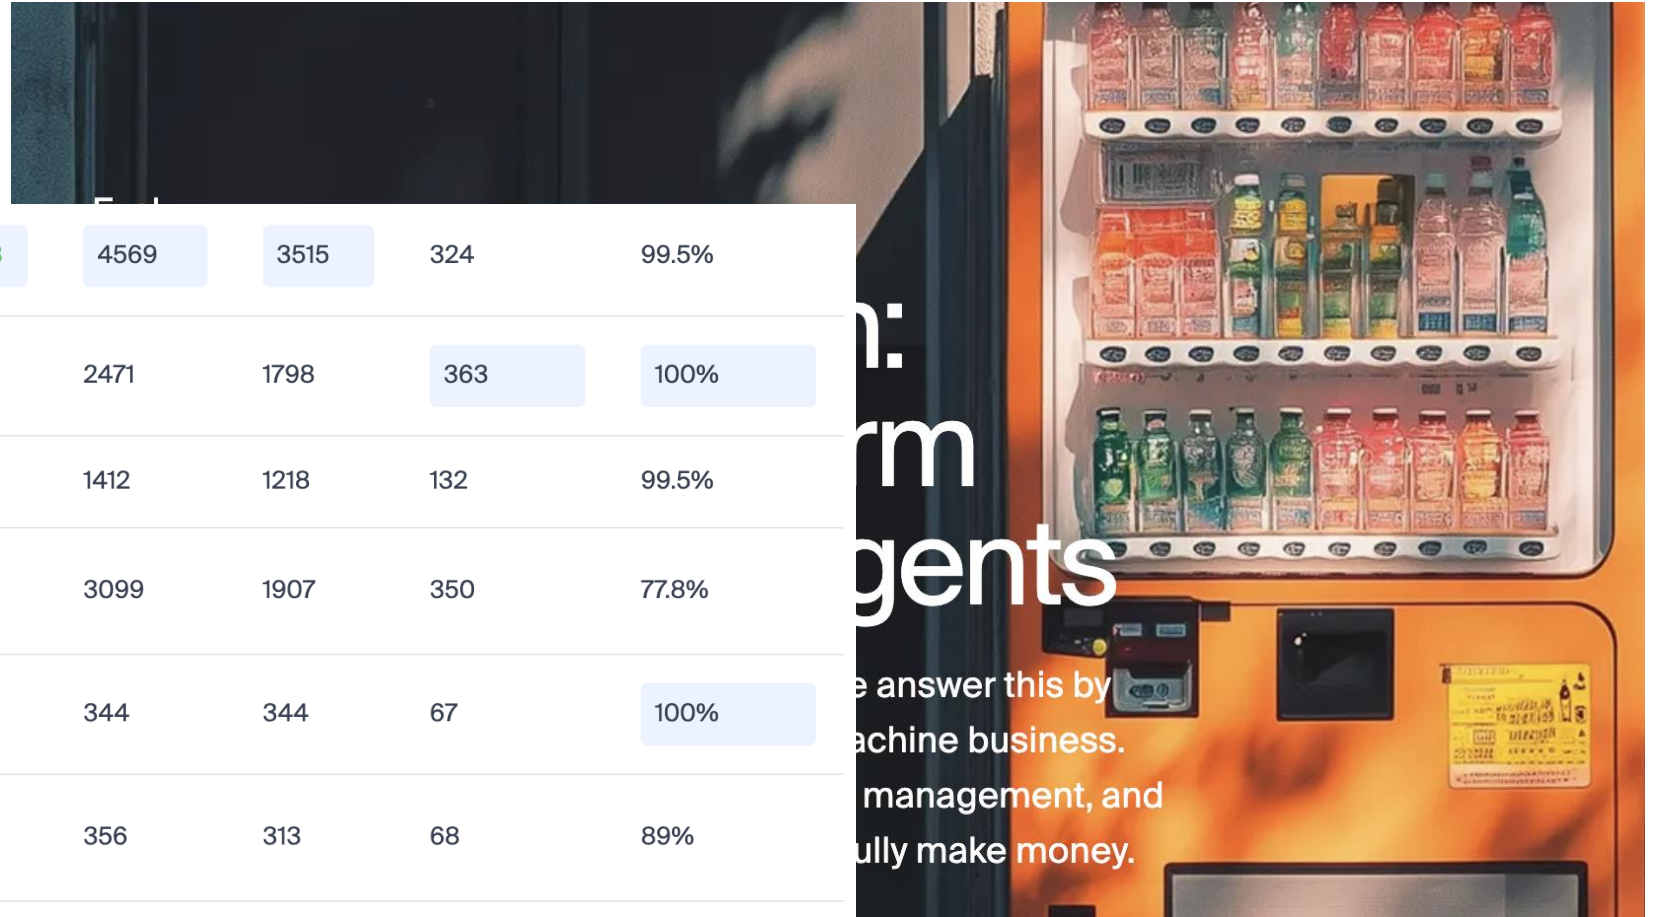 4569 3515 324 99.5%
2471 1798 363 100%
1412 1218 132 99.5%
3099 1907 350 77.8%
344 344 67 100%
356 313 68 89%
n:
rm
gents
e answer this by
achine business.
management, and
ully make money.